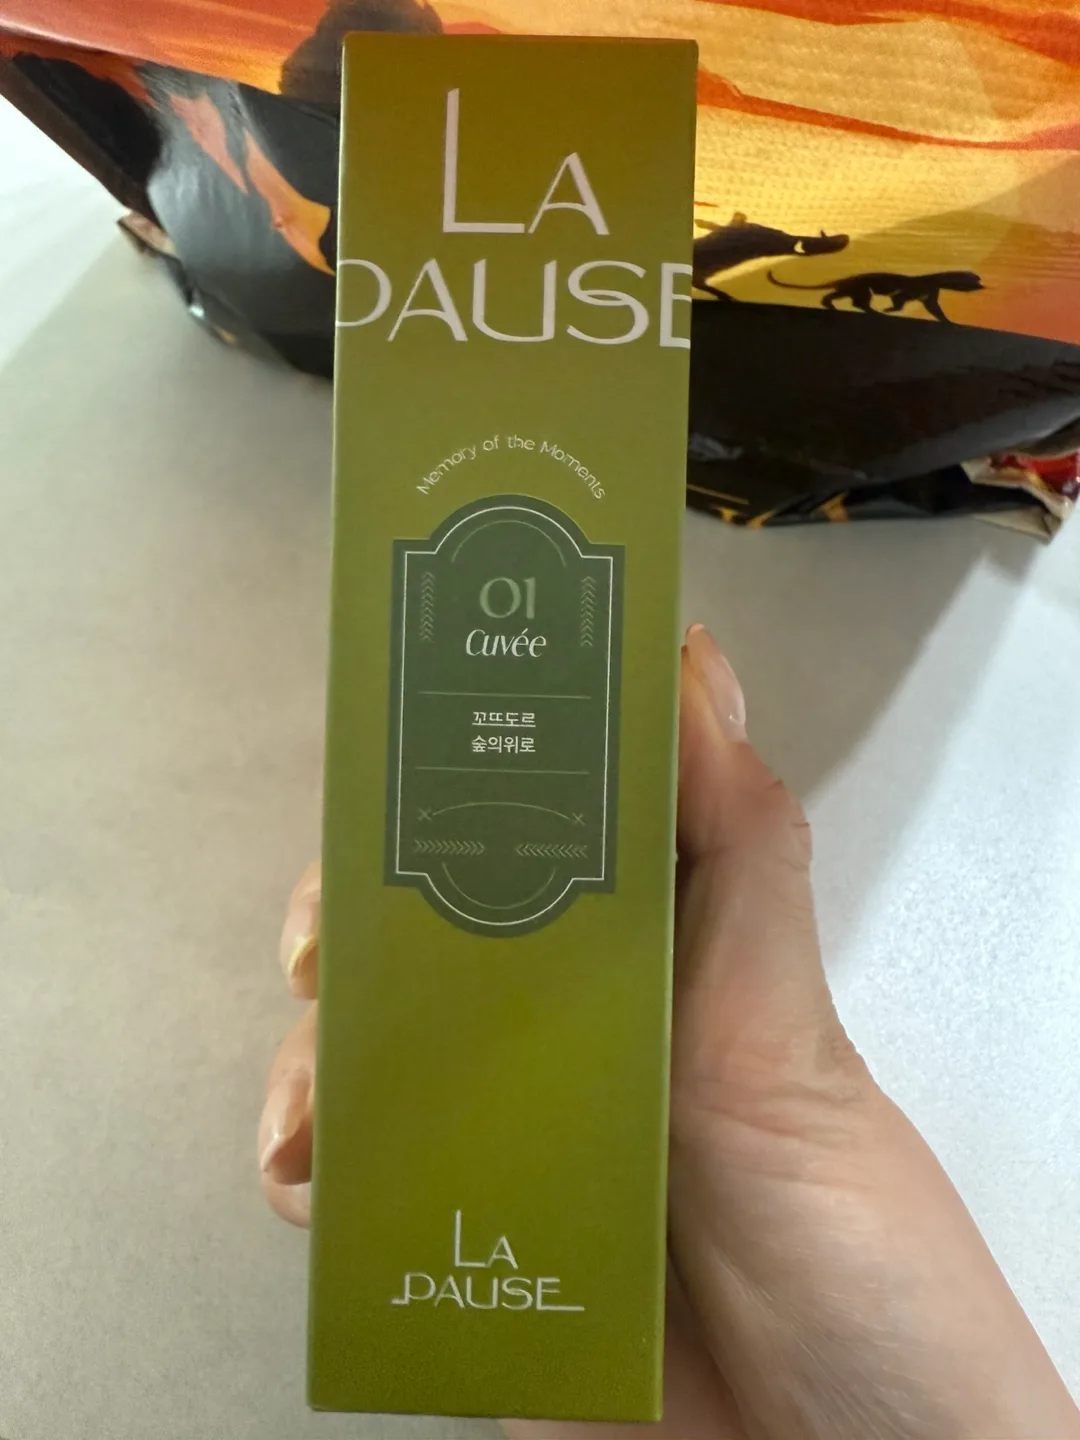 LA
PAUSE
Memory of the Moments
01
Cuvée
꼬뜨도르
숲의위로
LA
PAUSE